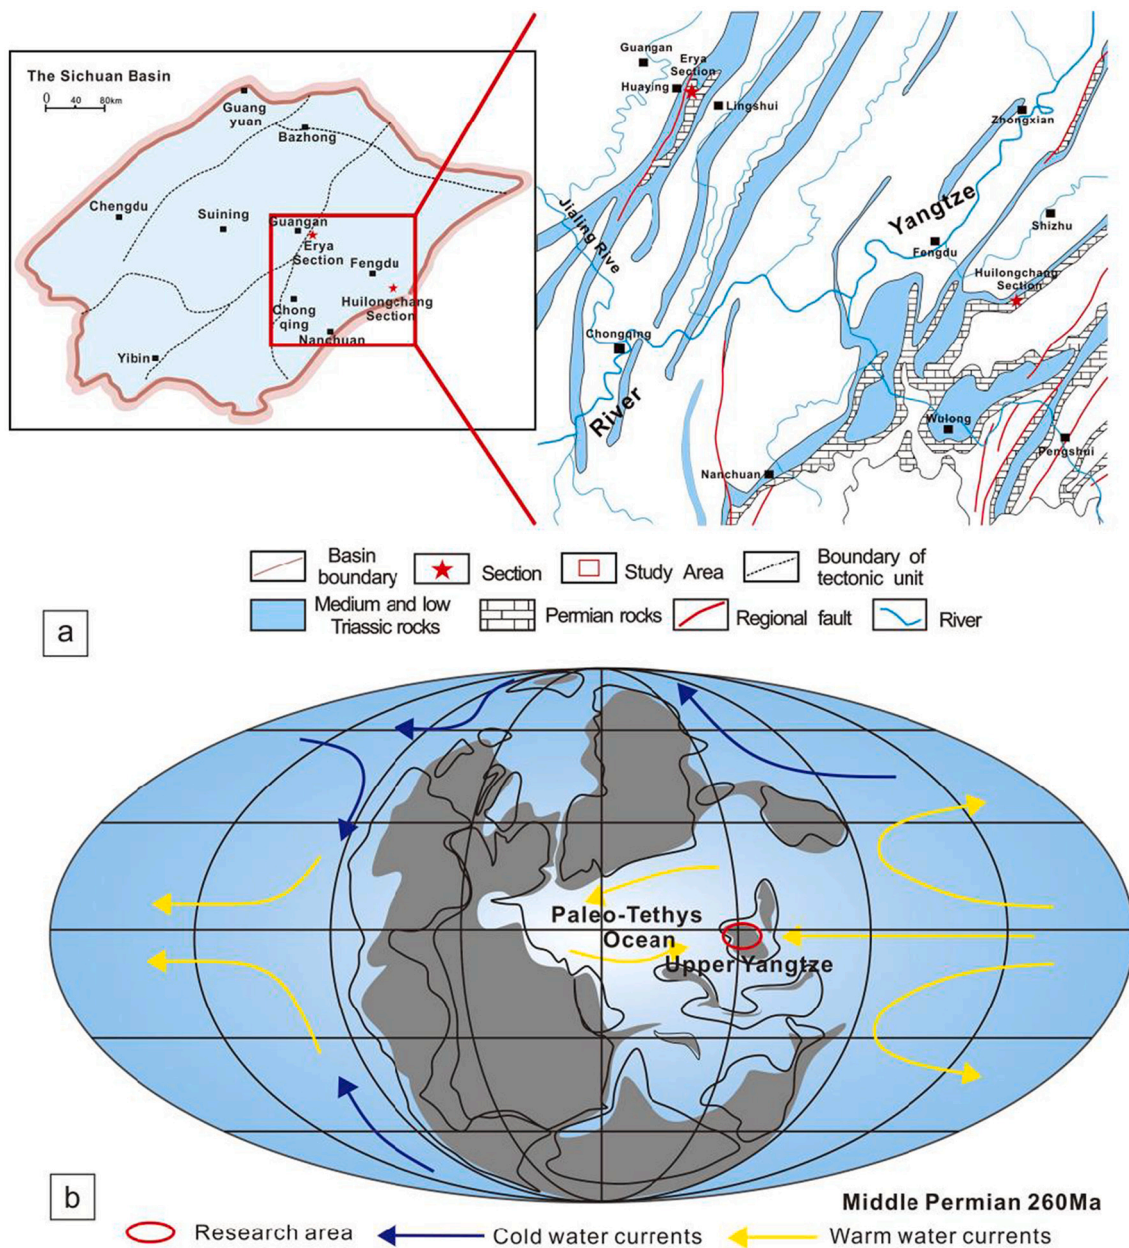 The Sichuan Basin
0 40 80km
Guang
yuan
Bazhong
Chengdu
Suining
Guangan
Erya
Section
Fengdu
Huilongchang
Section
Chong
qing
Nanchuan
Yibin
Guangan
Erya
Section
Huaying
Lingshui
Zhongxian
Jialing Rive
Yangtze
Shizhu
Fengdu
Huilongchang
Section
Chongqing
River
Wulong
Pengshui
Nanchuan
Basin
boundary
Section
Study Area
Boundary of
tectonic unit
Medium and low
Triassic rocks
Permian rocks
Regional fault
River
a
Paleo-Tethys
Ocean
Upper Yangtze
b
Middle Permian 260Ma
Research area
Cold water currents
Warm water currents